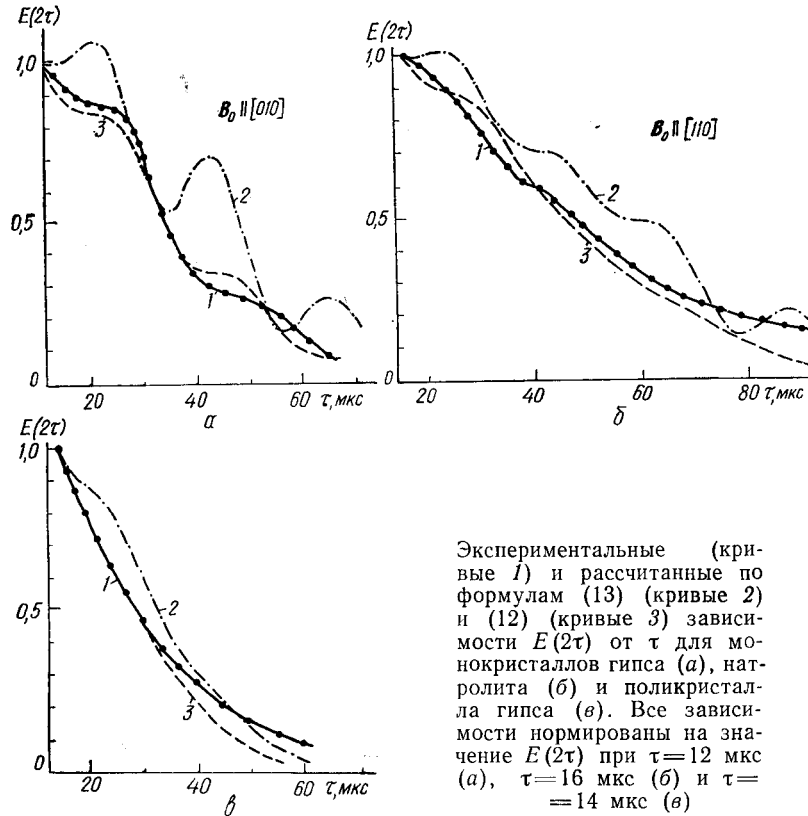 E(2τ)
1,0
0,5
0
20
40
60
τ, мкс
B₀ ∥ [010]
1
2
3
а
E(2τ)
1,0
0,5
0
20
40
60
80
τ, мкс
B₀ ∥ [110]
1
2
3
б
E(2τ)
1,0
0,5
0
20
40
60
τ, мкс
1
2
3
в
Экспериментальные (кри-
вые 1) и рассчитанные по
формулам (13) (кривые 2)
и (12) (кривые 3) зависи-
мости E(2τ) от τ для мо-
нокристаллов гипса (а), нат-
ролита (б) и поликристал-
ла гипса (в). Все зависи-
мости нормированы на зна-
чение E(2τ) при τ=12 мкс
(а), τ=16 мкс (б) и τ=
=14 мкс (в)